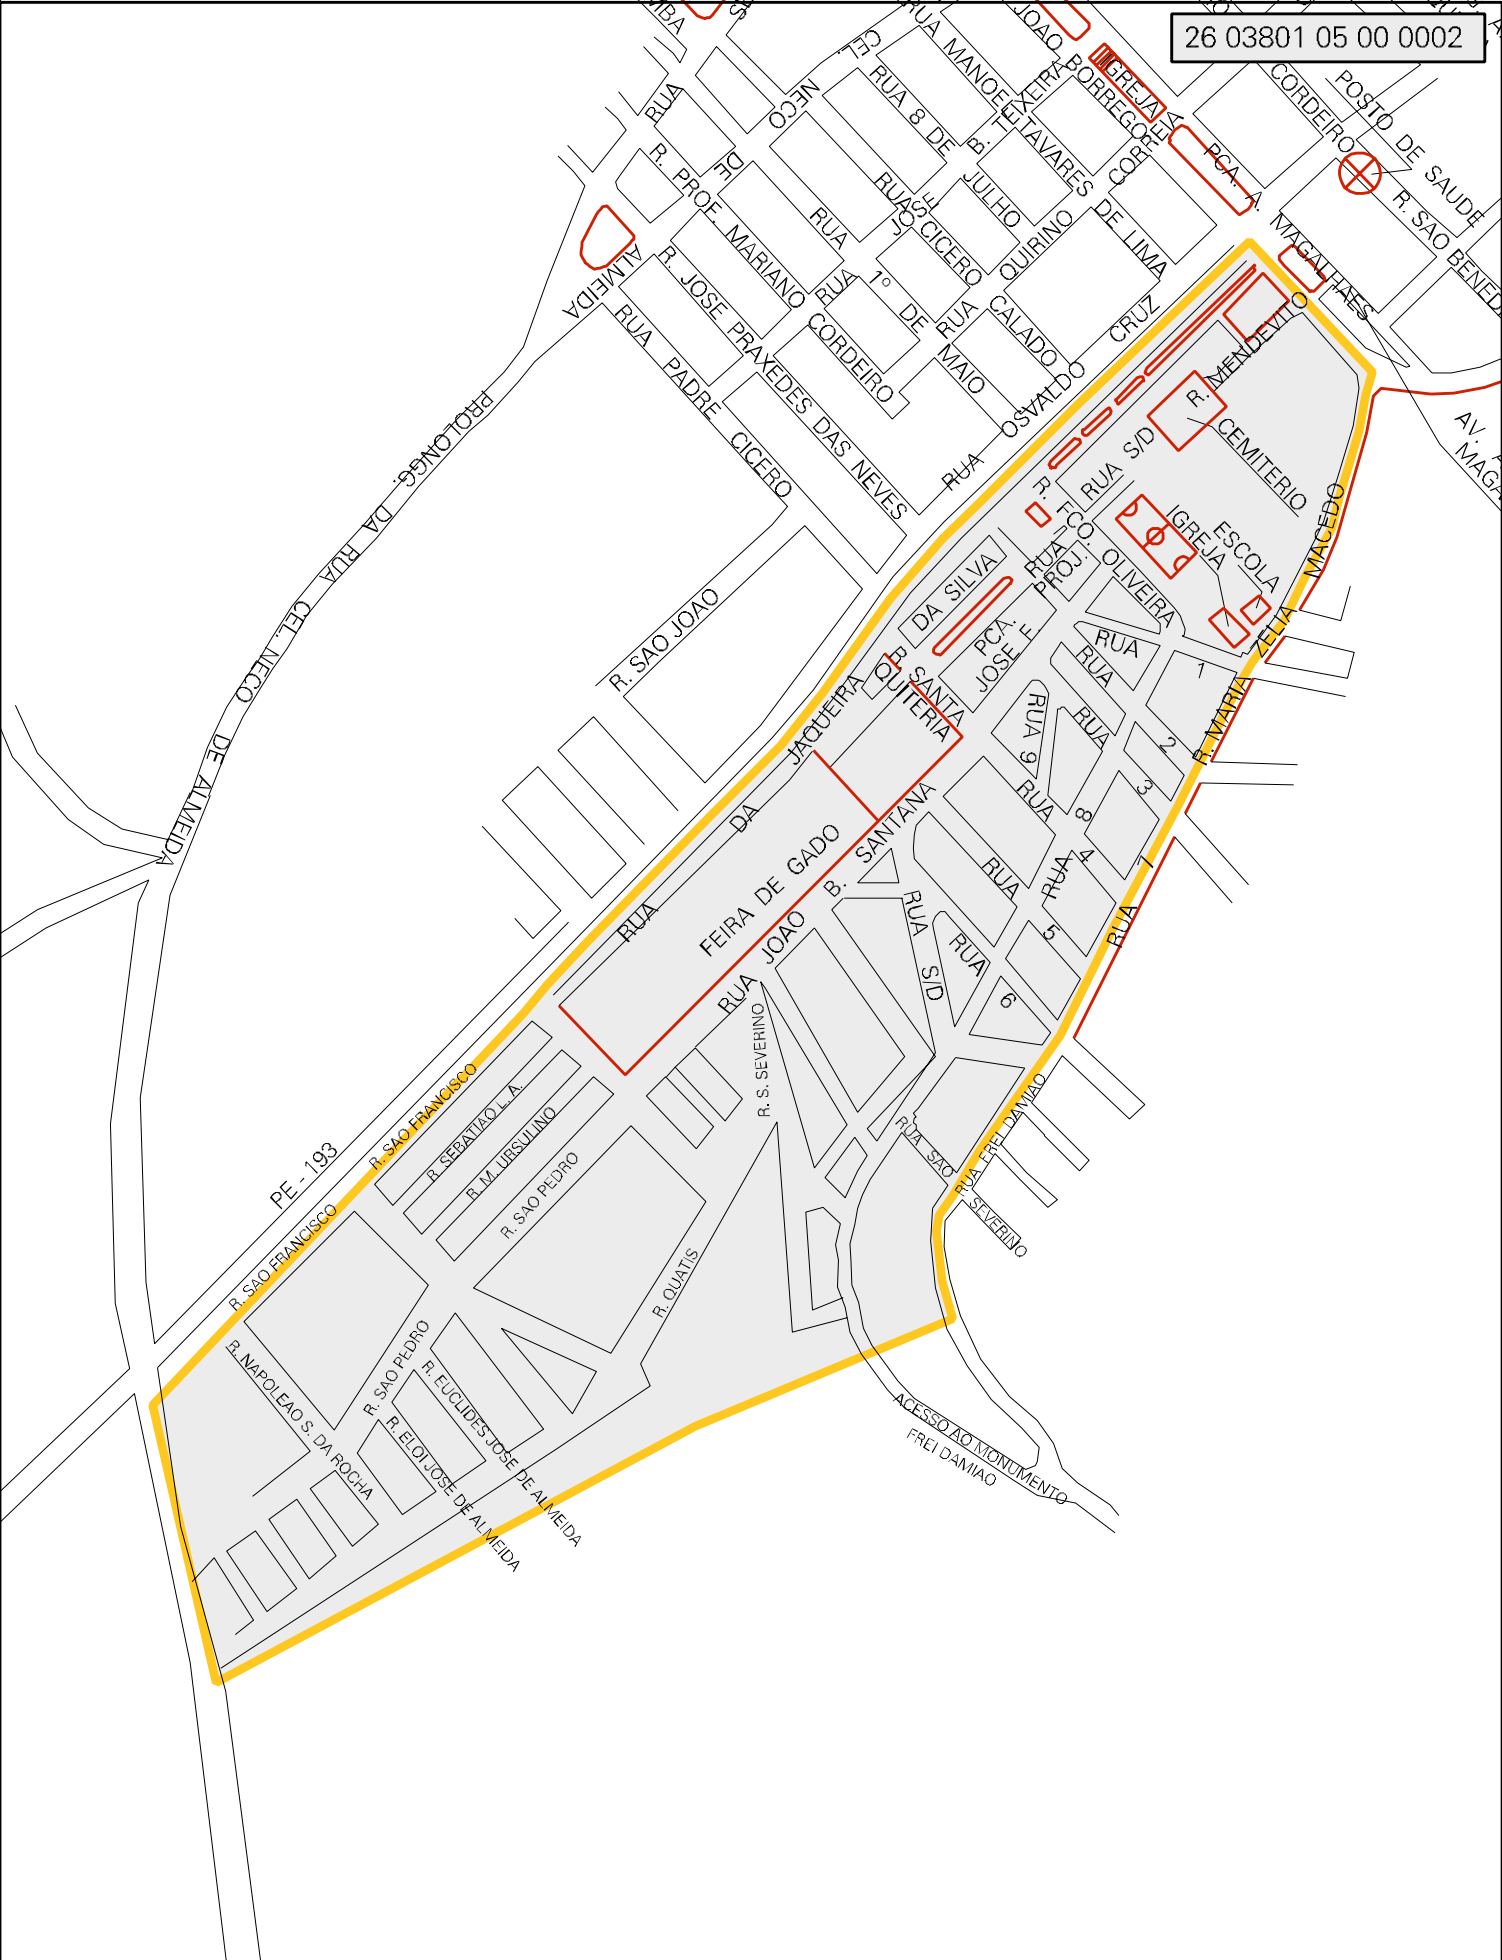 26 03801 05 00 0002
RUA MANOEL TAVARES DE LIMA
JOAO BORREGO
IGREJA
CORDEIRO
POSTO DE SAUDE
CEL. NECO DE ALMEIDA
RUA 8 DE JULHO
B. TEIXEIRA
CORREIA
PCA. A. MAGALHAES
R. SAO BENED
RUA
R. PROF. MARIANO CORDEIRO
RUA CICERO CALADO
RUA JOSE
RUA QUIRINO
RUA 1º DE MAIO
R. JOSE PRAXEDES DAS NEVES
RUA PADRE CICERO
RUA OSVALDO CRUZ
R. MENDEVITO
CEMITERIO
RUA S/D
AV. A
MAGA
PROLONGG. DA RUA CEL. NECO DE ALMEIDA
R. FCO. OLIVEIRA
IGREJA
ESCOLA
RUA PROJ.
DA SILVA
PCA. JOSE F.
R. MARIA ZELIA MACEDO
R. SAO JOAO
R. SANTA QUITERIA
RUA 1
RUA 2
RUA 9
RUA 3
RUA 8
RUA 4
RUA DA JAQUEIRA
FEIRA DE GADO
RUA JOAO B. SANTANA
RUA 5
RUA 7
RUA S/D
RUA 6
R. S. SEVERINO
R. SAO FRANCISCO
R. SEBATIAO L. A.
R. M. URSULINO
R. SAO PEDRO
PE - 193
R. SAO FRANCISCO
RUA SAO SEVERINO
RUA FREI DAMIAO
R. QUATIS
R. SAO PEDRO
R. NAPOLEAO S. DA ROCHA
R. EUCLIDES JOSE DE ALMEIDA
R. ELOI JOSE DE ALMEIDA
ACESSO AO MONUMENTO
FREI DAMIAO